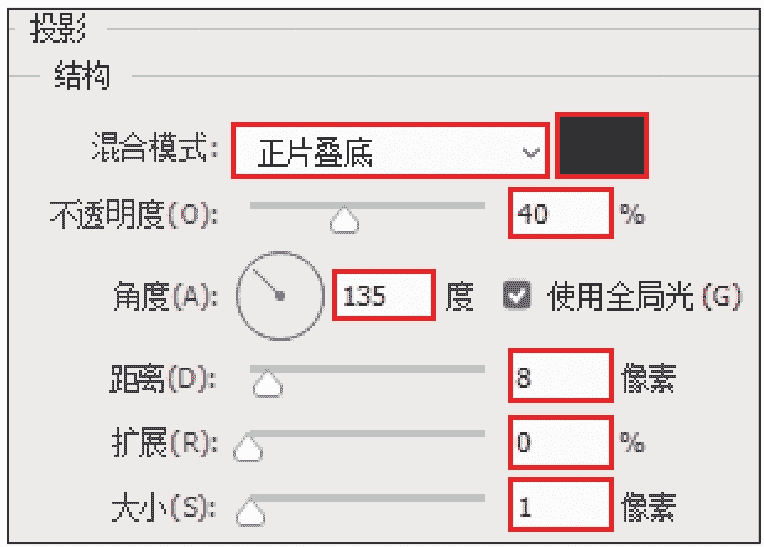 投影
结构
混合模式: 正片叠底
不透明度(O): 40 %
角度(A): 135 度 使用全局光(G)
距离(D): 8 像素
扩展(R): 0 %
大小(S): 1 像素